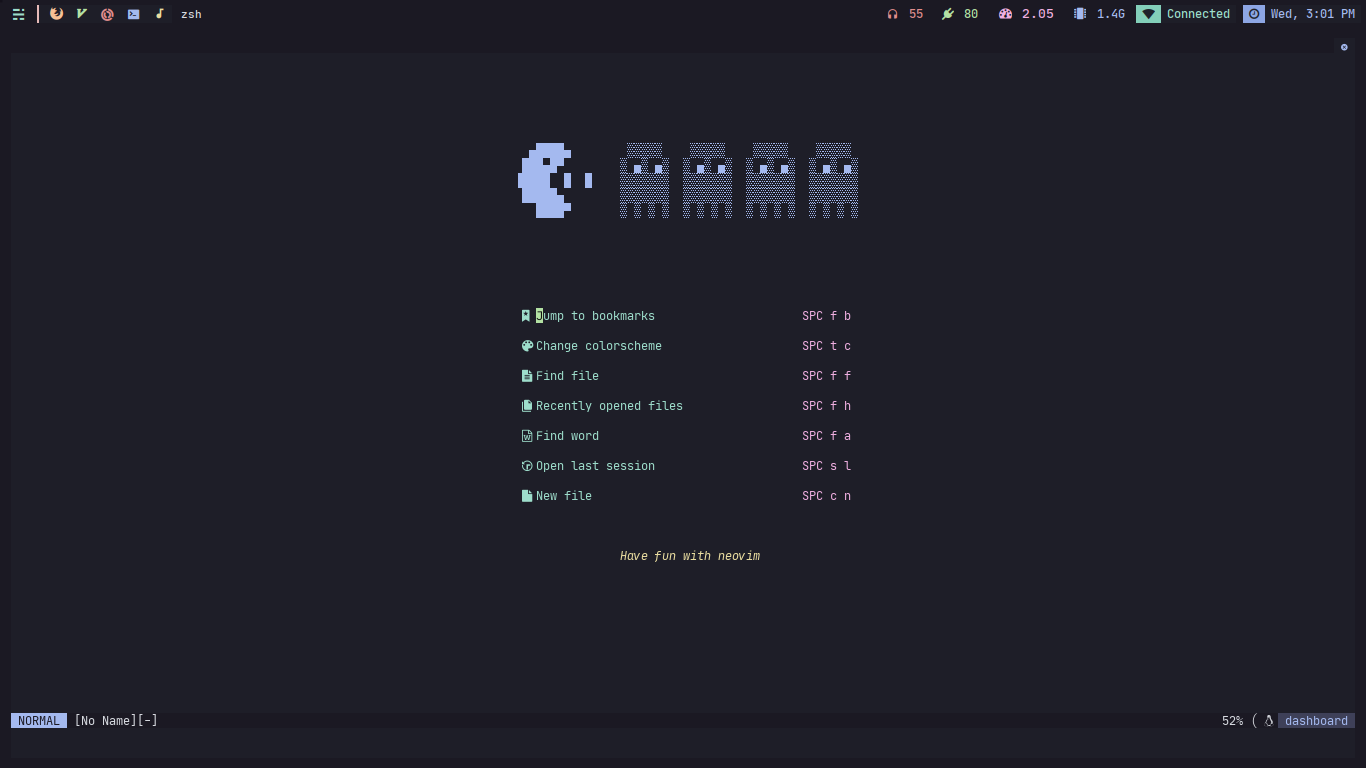 zsh 55 80 2.05 1.4G Connected Wed, 3:01 PM
Jump to bookmarks SPC f b
Change colorscheme SPC t c
Find file SPC f f
Recently opened files SPC f h
Find word SPC f a
Open last session SPC s l
New file SPC c n
Have fun with neovim
NORMAL [No Name][-] 52% ( dashboard